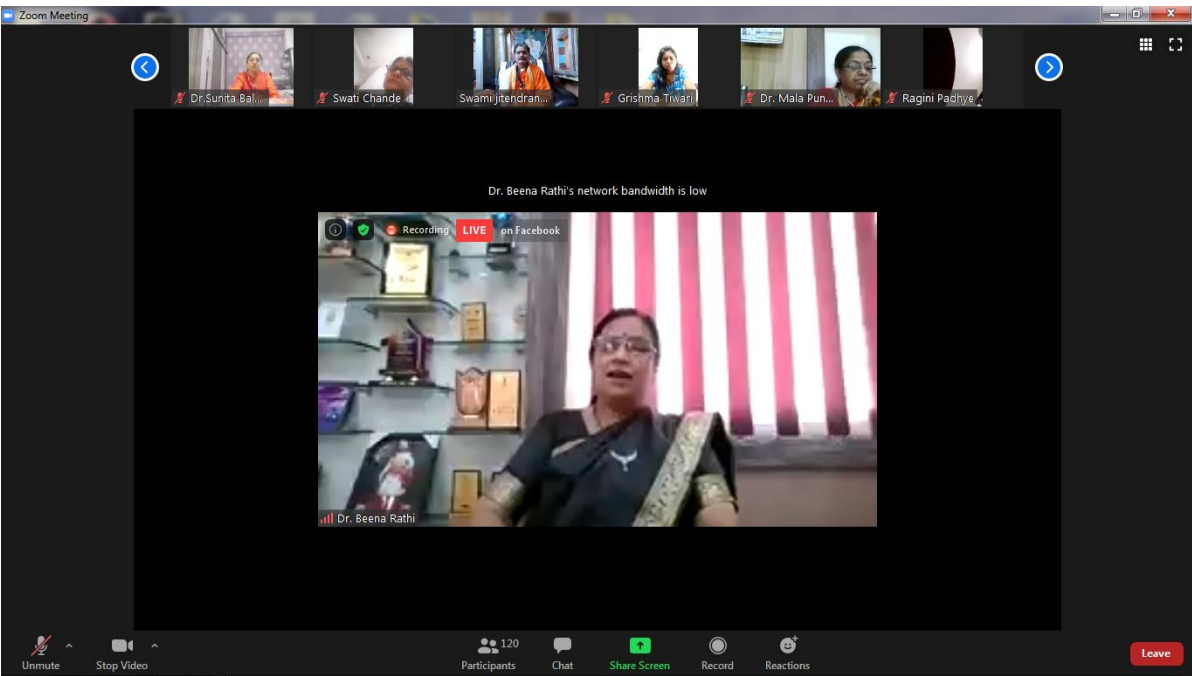 Zoom Meeting
Dr.Sunita Bal...
Swati Chande
Swami jitendran...
Grishma Tiwari
Dr. Mala Pun...
Ragini Padhye
Dr. Beena Rathi's network bandwidth is low
Recording LIVE on Facebook
Dr. Beena Rathi
Unmute
Stop Video
120
Participants
Chat
Share Screen
Record
Reactions
Leave